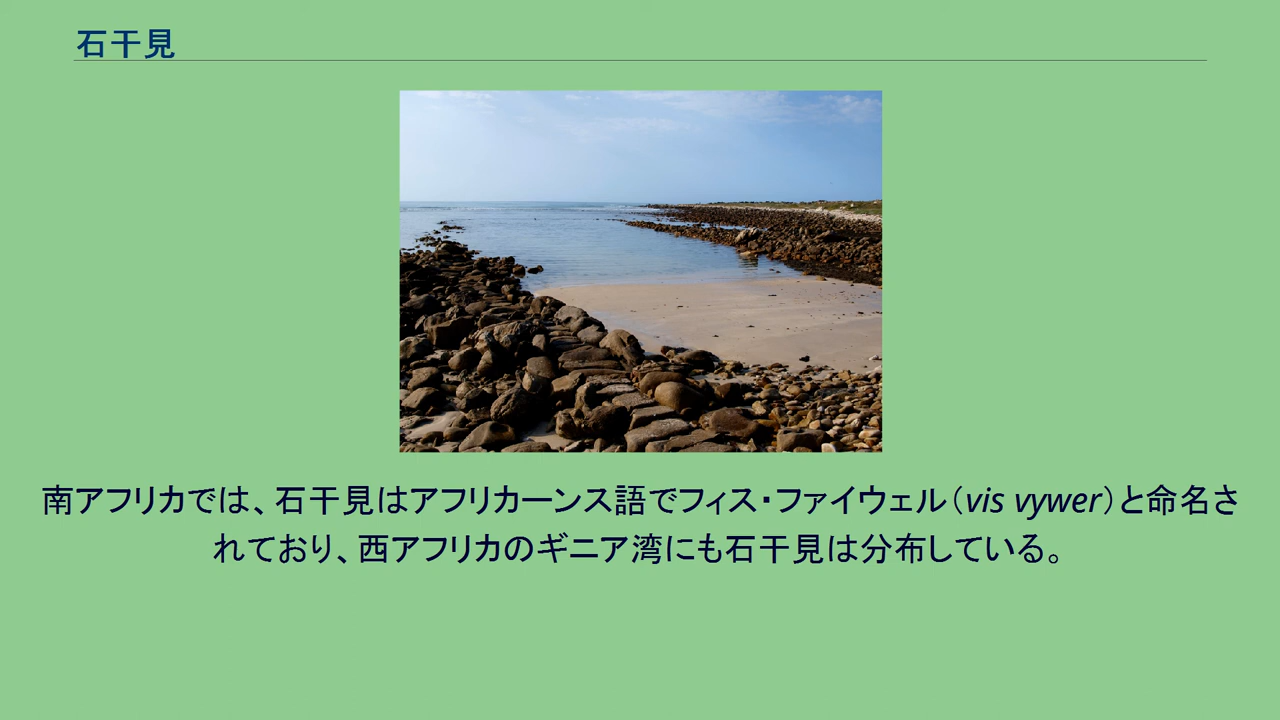 石干見
南アフリカでは、石干見はアフリカーンス語でフィス・ファイウェル（vis vywer）と命名さ
れており、西アフリカのギニア湾にも石干見は分布している。